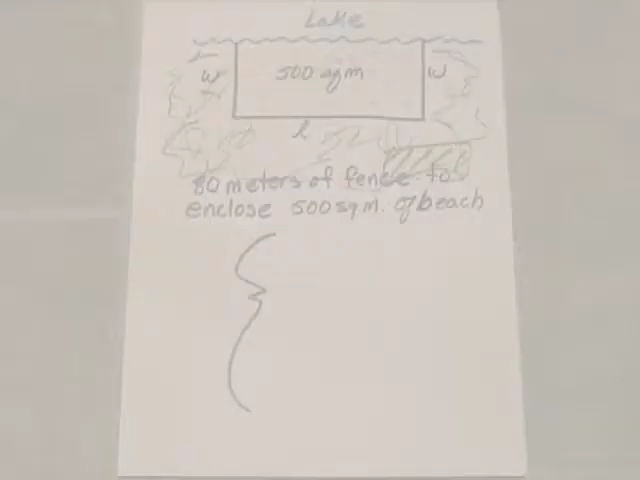 Lake
w 500 sq m w
l
80 meters of fence to
enclose 500 sq.m. of beach